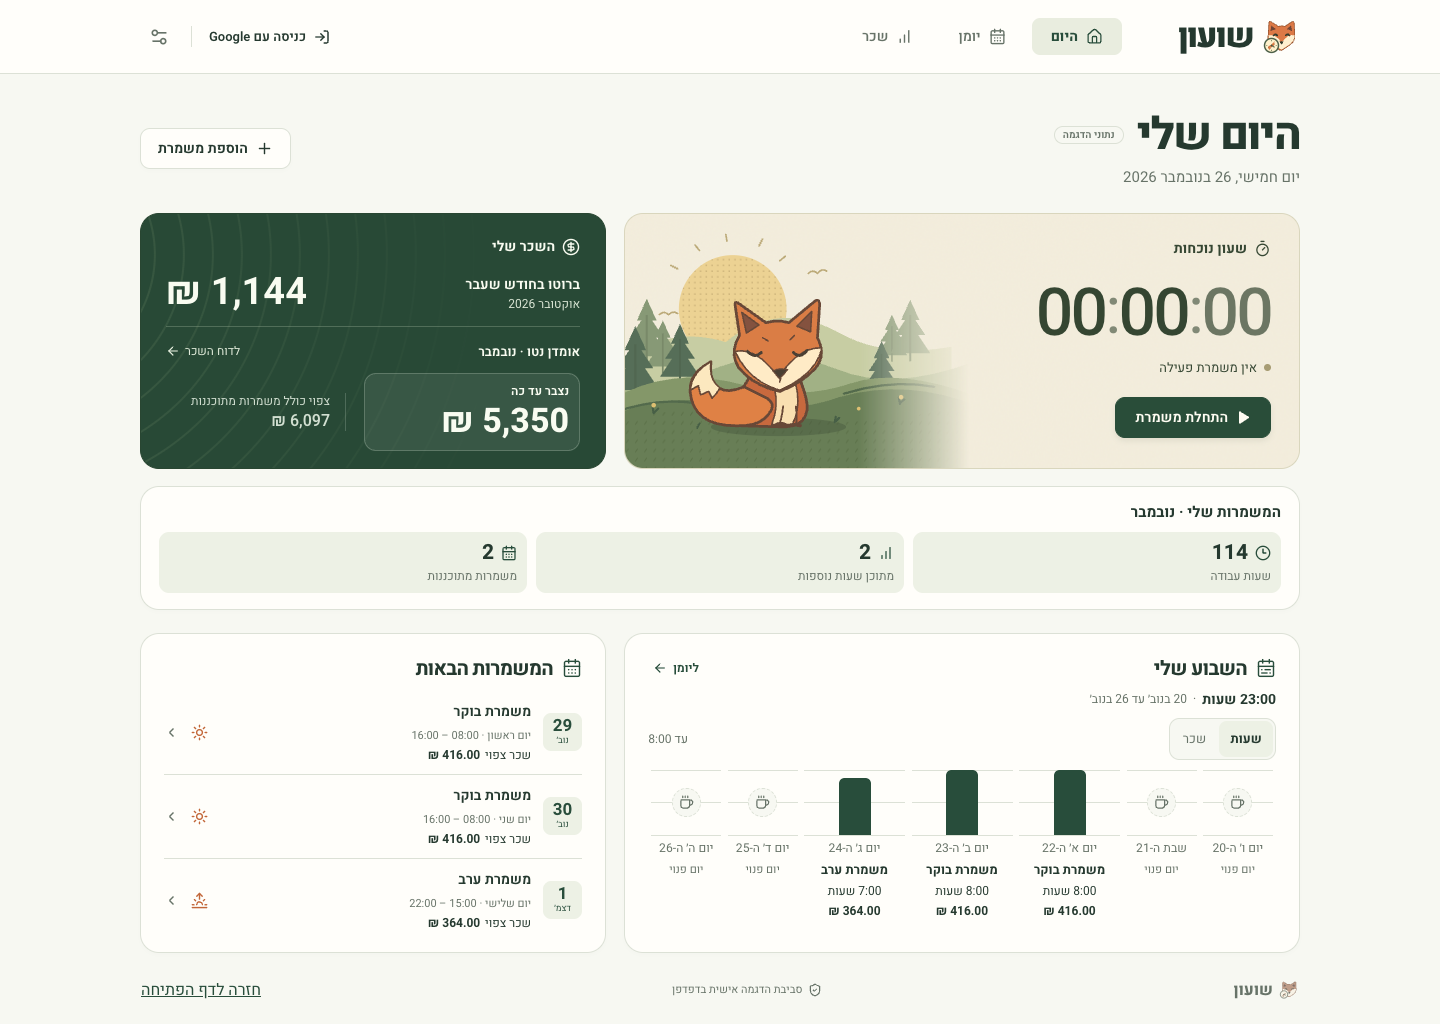 שועון
היום
יומן
שכר
כניסה עם Google
היום שלי
נתוני הדגמה
יום חמישי, 26 בנובמבר 2026
הוספת משמרת
שעון נוכחות
00:00:00
אין משמרת פעילה
התחלת משמרת
השכר שלי
ברוטו בחודש שעבר
אוקטובר 2026
1,144 ₪
אומדן נטו · נובמבר
לדוח השכר
נצבר עד כה
5,350 ₪
צפוי כולל משמרות מתוכננות
6,097 ₪
המשמרות שלי · נובמבר
114
שעות עבודה
2
מתוכן שעות נוספות
2
משמרות מתוכננות
השבוע שלי
ליומן
23:00 שעות · 20 בנוב׳ עד 26 בנוב׳
שעות
שכר
עד 8:00
יום ו׳ ה-20
יום פנוי
שבת ה-21
יום פנוי
יום א׳ ה-22
משמרת בוקר
8:00 שעות
416.00 ₪
יום ב׳ ה-23
משמרת בוקר
8:00 שעות
416.00 ₪
יום ג׳ ה-24
משמרת ערב
7:00 שעות
364.00 ₪
יום ד׳ ה-25
יום פנוי
יום ה׳ ה-26
יום פנוי
המשמרות הבאות
29
נוב׳
משמרת בוקר
יום ראשון · 08:00 – 16:00
שכר צפוי 416.00 ₪
30
נוב׳
משמרת בוקר
יום שני · 08:00 – 16:00
שכר צפוי 416.00 ₪
1
דצמ׳
משמרת ערב
יום שלישי · 15:00 – 22:00
שכר צפוי 364.00 ₪
שועון
סביבת הדגמה אישית בדפדפן
חזרה לדף הפתיחה